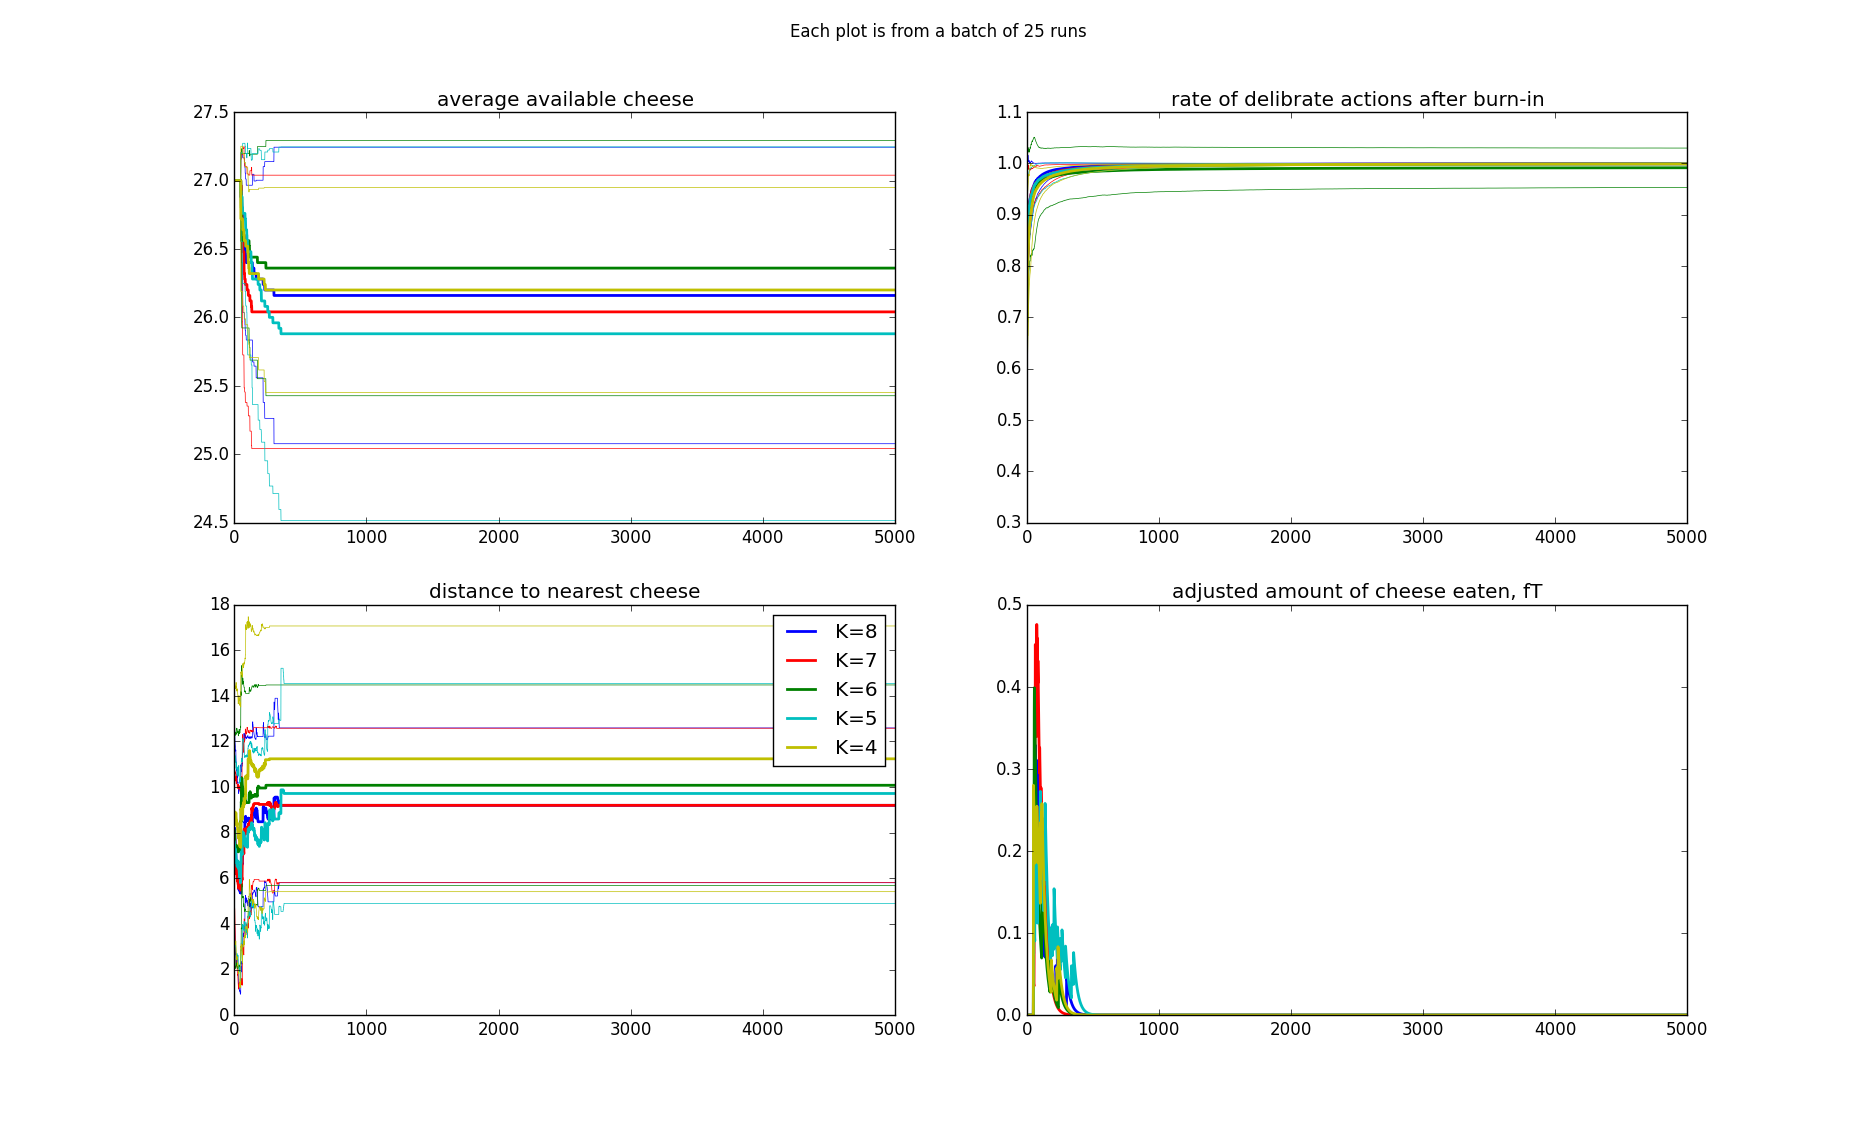 Each plot is from a batch of 25 runs
average available cheese
27.5
27.0
26.5
26.0
25.5
25.0
24.5
0 1000 2000 3000 4000 5000
rate of delibrate actions after burn-in
1.1
1.0
0.9
0.8
0.7
0.6
0.5
0.4
0.3
0 1000 2000 3000 4000 5000
distance to nearest cheese
18
16
14
12
10
8
6
4
2
0
0 1000 2000 3000 4000 5000
K=8
K=7
K=6
K=5
K=4
adjusted amount of cheese eaten, fT
0.5
0.4
0.3
0.2
0.1
0.0
0 1000 2000 3000 4000 5000